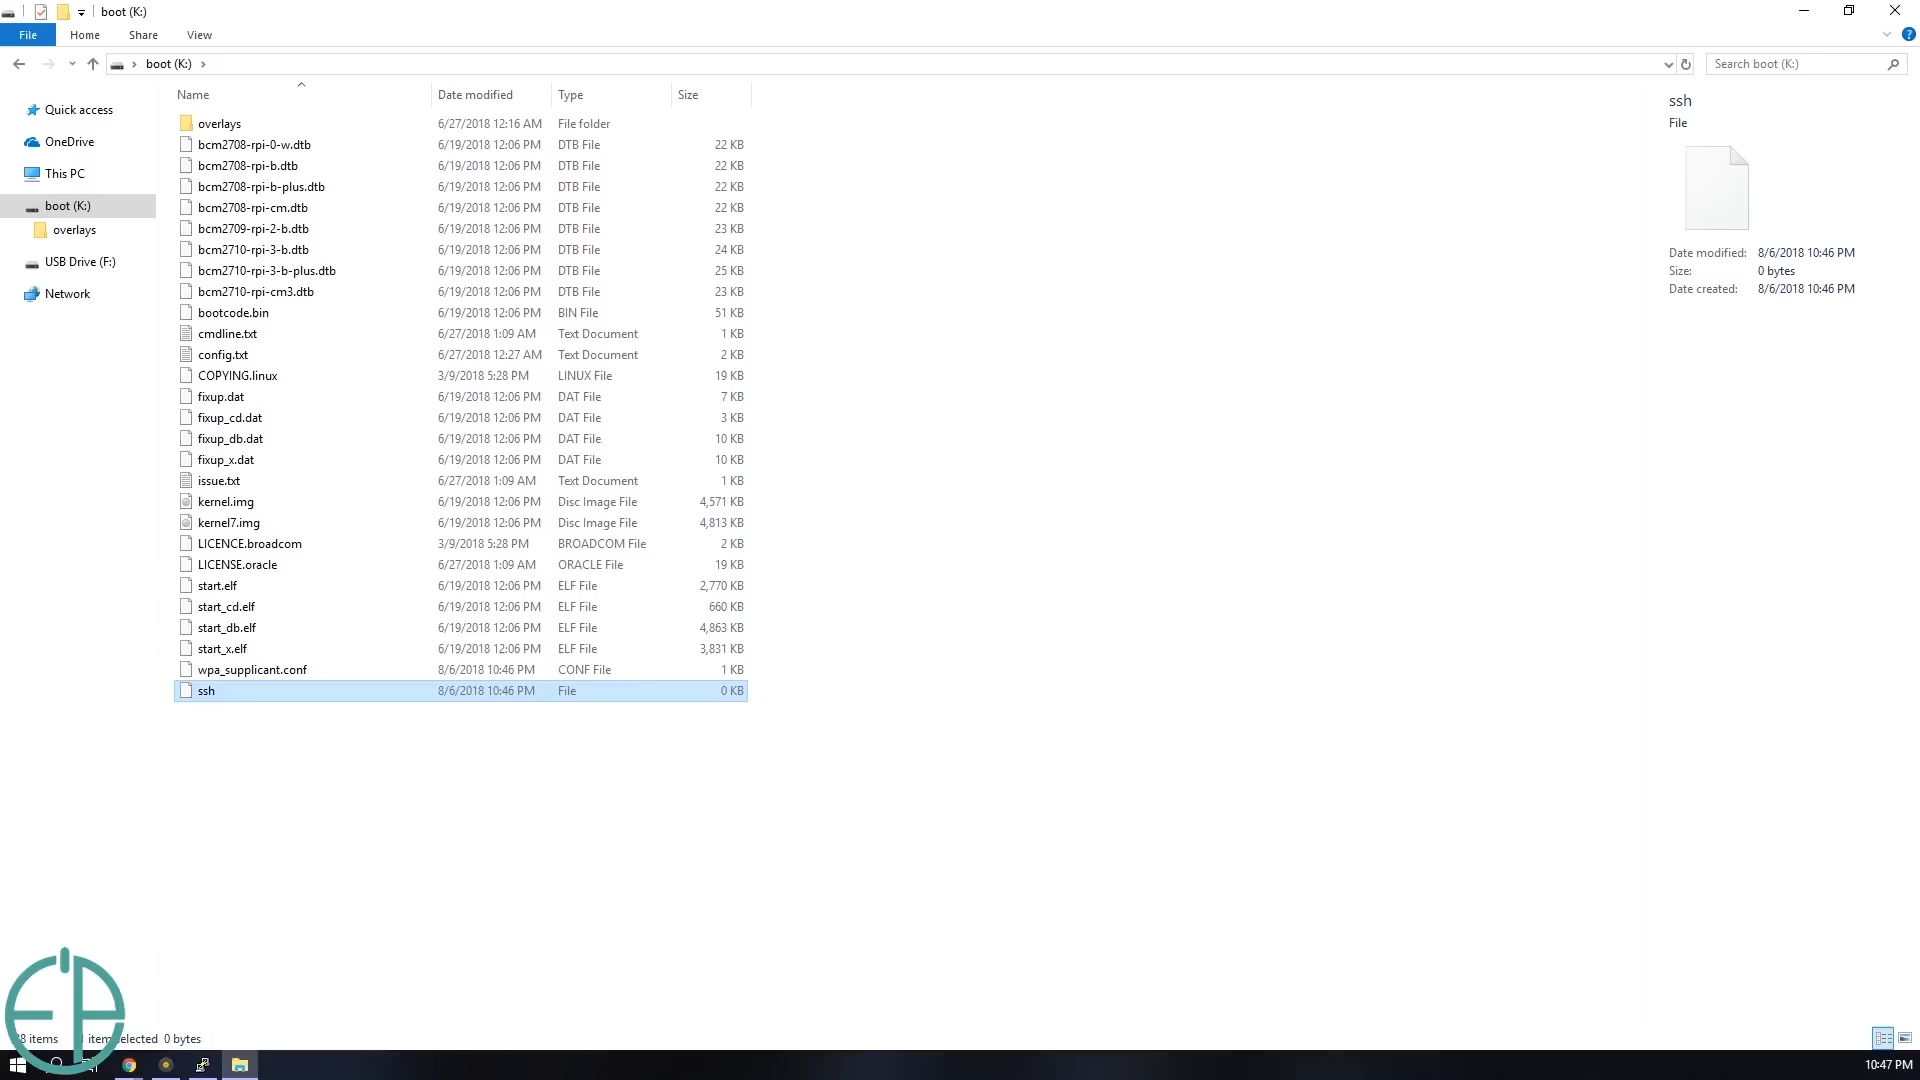 boot (K:)
File Home Share View
boot (K:)
Search boot (K:)
Quick access
OneDrive
This PC
boot (K:)
overlays
USB Drive (F:)
Network
Name Date modified Type Size
overlays 6/27/2018 12:16 AM File folder
bcm2708-rpi-0-w.dtb 6/19/2018 12:06 PM DTB File 22 KB
bcm2708-rpi-b.dtb 6/19/2018 12:06 PM DTB File 22 KB
bcm2708-rpi-b-plus.dtb 6/19/2018 12:06 PM DTB File 22 KB
bcm2708-rpi-cm.dtb 6/19/2018 12:06 PM DTB File 22 KB
bcm2709-rpi-2-b.dtb 6/19/2018 12:06 PM DTB File 23 KB
bcm2710-rpi-3-b.dtb 6/19/2018 12:06 PM DTB File 24 KB
bcm2710-rpi-3-b-plus.dtb 6/19/2018 12:06 PM DTB File 25 KB
bcm2710-rpi-cm3.dtb 6/19/2018 12:06 PM DTB File 23 KB
bootcode.bin 6/19/2018 12:06 PM BIN File 51 KB
cmdline.txt 6/27/2018 1:09 AM Text Document 1 KB
config.txt 6/27/2018 12:27 AM Text Document 2 KB
COPYING.linux 3/9/2018 5:28 PM LINUX File 19 KB
fixup.dat 6/19/2018 12:06 PM DAT File 7 KB
fixup_cd.dat 6/19/2018 12:06 PM DAT File 3 KB
fixup_db.dat 6/19/2018 12:06 PM DAT File 10 KB
fixup_x.dat 6/19/2018 12:06 PM DAT File 10 KB
issue.txt 6/27/2018 1:09 AM Text Document 1 KB
kernel.img 6/19/2018 12:06 PM Disc Image File 4,571 KB
kernel7.img 6/19/2018 12:06 PM Disc Image File 4,813 KB
LICENCE.broadcom 3/9/2018 5:28 PM BROADCOM File 2 KB
LICENSE.oracle 6/27/2018 1:09 AM ORACLE File 19 KB
start.elf 6/19/2018 12:06 PM ELF File 2,770 KB
start_cd.elf 6/19/2018 12:06 PM ELF File 660 KB
start_db.elf 6/19/2018 12:06 PM ELF File 4,863 KB
start_x.elf 6/19/2018 12:06 PM ELF File 3,831 KB
wpa_supplicant.conf 8/6/2018 10:46 PM CONF File 1 KB
ssh 8/6/2018 10:46 PM File 0 KB
ssh
File
Date modified: 8/6/2018 10:46 PM
Size: 0 bytes
Date created: 8/6/2018 10:46 PM
items item selected 0 bytes
10:47 PM